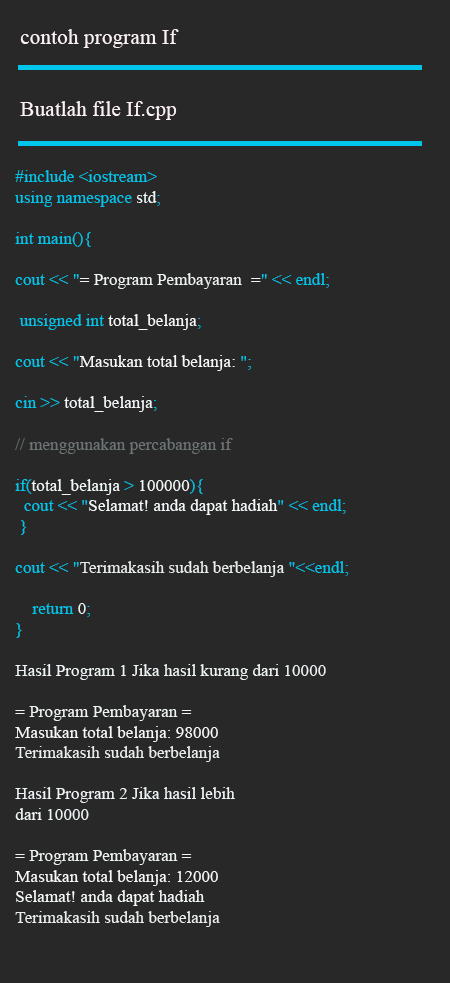 contoh program If
Buatlah file If.cpp
#include <iostream>
using namespace std;
int main(){
cout << "= Program Pembayaran  =" << endl;
unsigned int total_belanja;
cout << "Masukan total belanja: ";
cin >> total_belanja;
// menggunakan percabangan if
if(total_belanja > 100000){
cout << "Selamat! anda dapat hadiah" << endl;
}
cout << "Terimakasih sudah berbelanja "<<endl;
return 0;
}
Hasil Program 1 Jika hasil kurang dari 10000
= Program Pembayaran =
Masukan total belanja: 98000
Terimakasih sudah berbelanja
Hasil Program 2 Jika hasil lebih
dari 10000
= Program Pembayaran =
Masukan total belanja: 12000
Selamat! anda dapat hadiah
Terimakasih sudah berbelanja